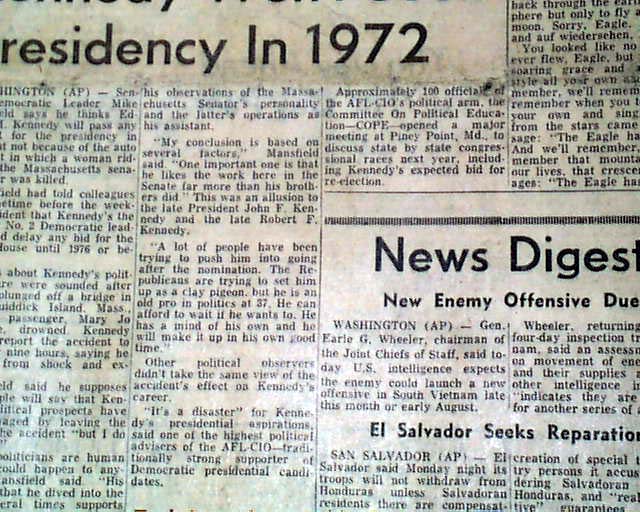 residency In 1972
HINGTON (AP) — Sen-
emocratic Leader Mike
eld says he thinks Ed-
M. Kennedy will pass any
for the presidency in
t not because of the auto
t in which a woman rid-
the Massachusetts sena-
r was killed.
field had told colleagues
etime before the week-
ident that Kennedy's the
No. 2 Democratic lead-
d delay any bid for the
House until 1976 or be-
s about Kennedy's polit-
re were sounded after
plunged off a bridge in
uiddick Island, Mass.,
passenger, Mary Jo
e, drowned. Kennedy
report the accident to
nine hours, saying he
from shock and ex-
eld said he supposes
ple will say that Ken-
litical prospects have
aged by leaving the
he accident "but I do
politicians are human
could happen to any-
ansfield said. "His
that he dived into the
eral times supports
his observations of the Massa-
chusetts Senator's personality
and the latter's operations as
his assistant.
"My conclusion is based on
several factors," Mansfield
said. "One important one is that
he likes the work here in the
Senate far more than his broth-
ers did." This was an allusion to
the late President John F. Ken-
nedy and the late Robert F.
Kennedy.
"A lot of people have been
trying to push him into going
after the nomination. The Re-
publicans are trying to set him
up as a clay pigeon, but he is an
old pro in politics at 37. He can
afford to wait if he wants to. He
has a mind of his own and he
will make it up in his own good
time."
Other political observers
didn't take the same view of the
accident's effect on Kennedy's
career.
"It's a disaster" for Kenne-
dy's presidential aspirations,
said one of the highest political
advisers of the AFL-CIO—tradi-
tionally strong supporter of
Democratic presidential candi-
dates.
Approximately 100 officials of
the AFL-CIO's political arm, the
Committee On Political Educa-
tion—COPE—opened a major
meeting at Piney Point, Md., to
discuss state by state congres-
sional races next year, includ-
ing Kennedy's expected bid for
re-election.
back through the eart
phere but only to fly a
moon. Sorry, Eagle,
and auf wiedersehen.
You looked like no
ever flew, Eagle, but
soaring grace and a
style all your own
member, we'll remem
remember when you
your own and sing
from the stars came
sage: "The Eagle
And we'll remember,
member that mount
our lives, that crescen
ages: "The Eagle ha
News Digest
New Enemy Offensive Due
WASHINGTON (AP) — Gen.
Earle G. Wheeler, chairman of
the Joint Chiefs of Staff, said to-
day U.S. intelligence expects
the enemy could launch a new
offensive in South Vietnam late
this month or early August.
Wheeler, returning
four-day inspection tr
nam, said an assessm
on movement of ene
and their supplies
other intelligence
"indicates they are
for another series of
El Salvador Seeks Reparation
SAN SALVADOR (AP) — El
Salvador said Monday night its
troops will not withdraw from
Honduras unless Salvadoran
residents there are compensat-
creation of special t
try persons it accus
dering Salvadoran
Honduras, and "real
tive" guarantees